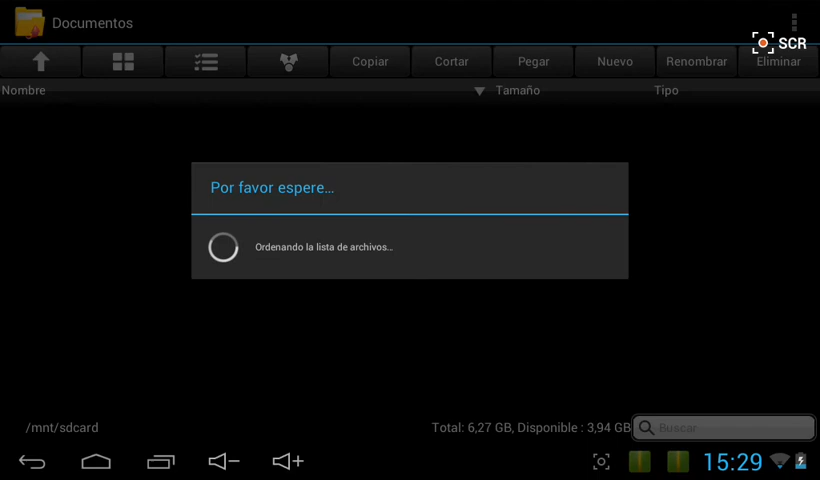 Documentos
SCR
Copiar
Cortar
Pegar
Nuevo
Renombrar
Eliminar
Nombre
Tamaño
Tipo
Por favor espere...
Ordenando la lista de archivos...
/mnt/sdcard
Total: 6,27 GB, Disponible : 3,94 GB
Buscar
15:29